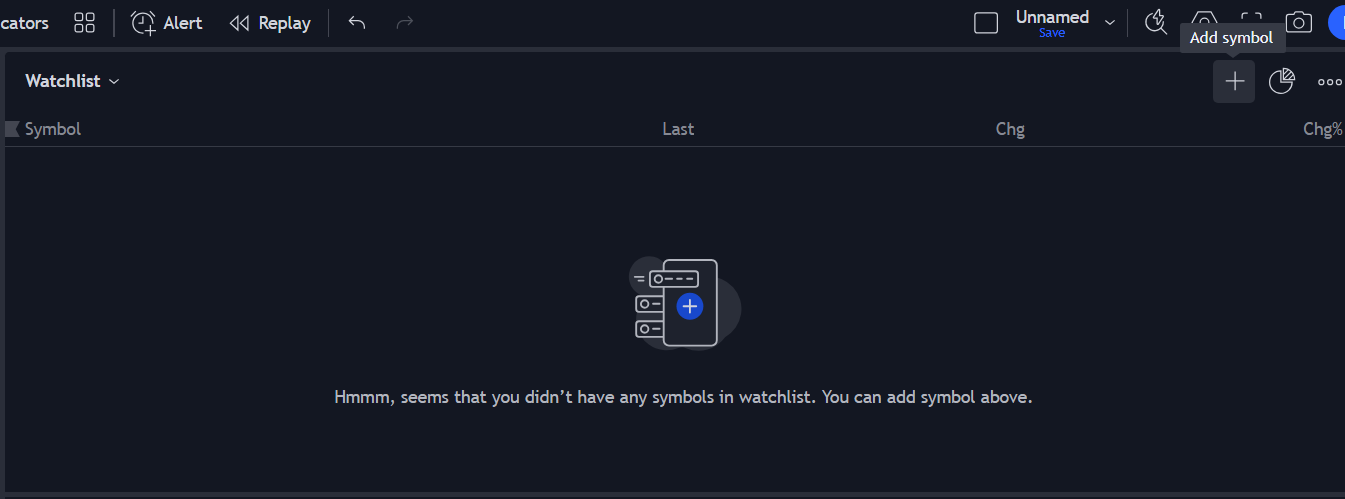 cators
Alert
Replay
Unnamed
Save
Add symbol
Watchlist
Symbol Last Chg Chg%
Hmmm, seems that you didn’t have any symbols in watchlist. You can add symbol above.